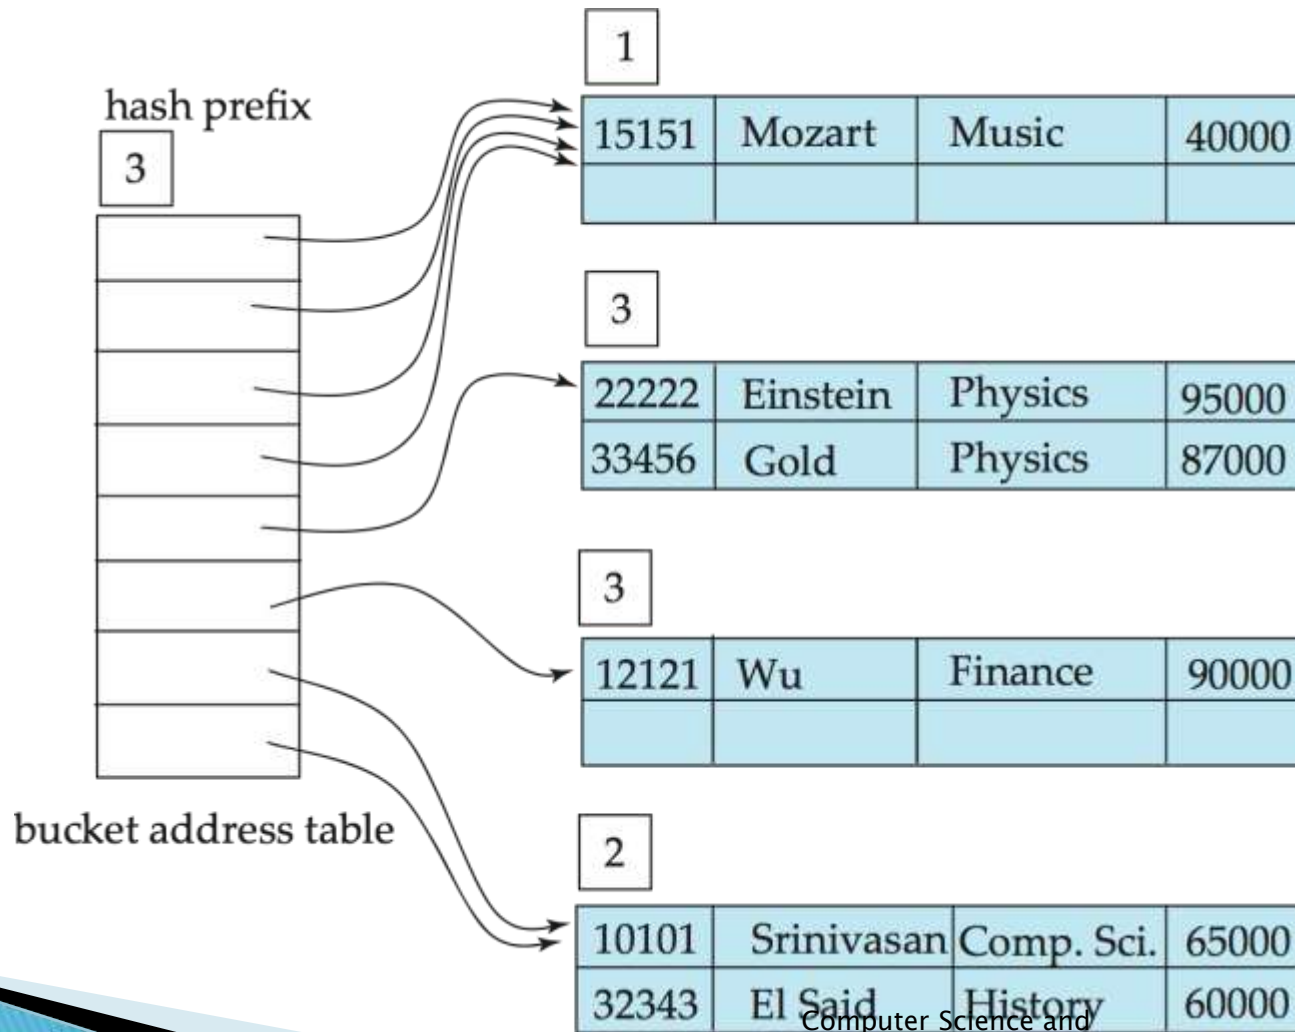 hash prefix
3
bucket address table
1
15151 Mozart Music 40000
3
22222 Einstein Physics 95000
33456 Gold Physics 87000
3
12121 Wu Finance 90000
2
10101 Srinivasan Comp. Sci. 65000
32343 El Said History 60000
Computer Science and